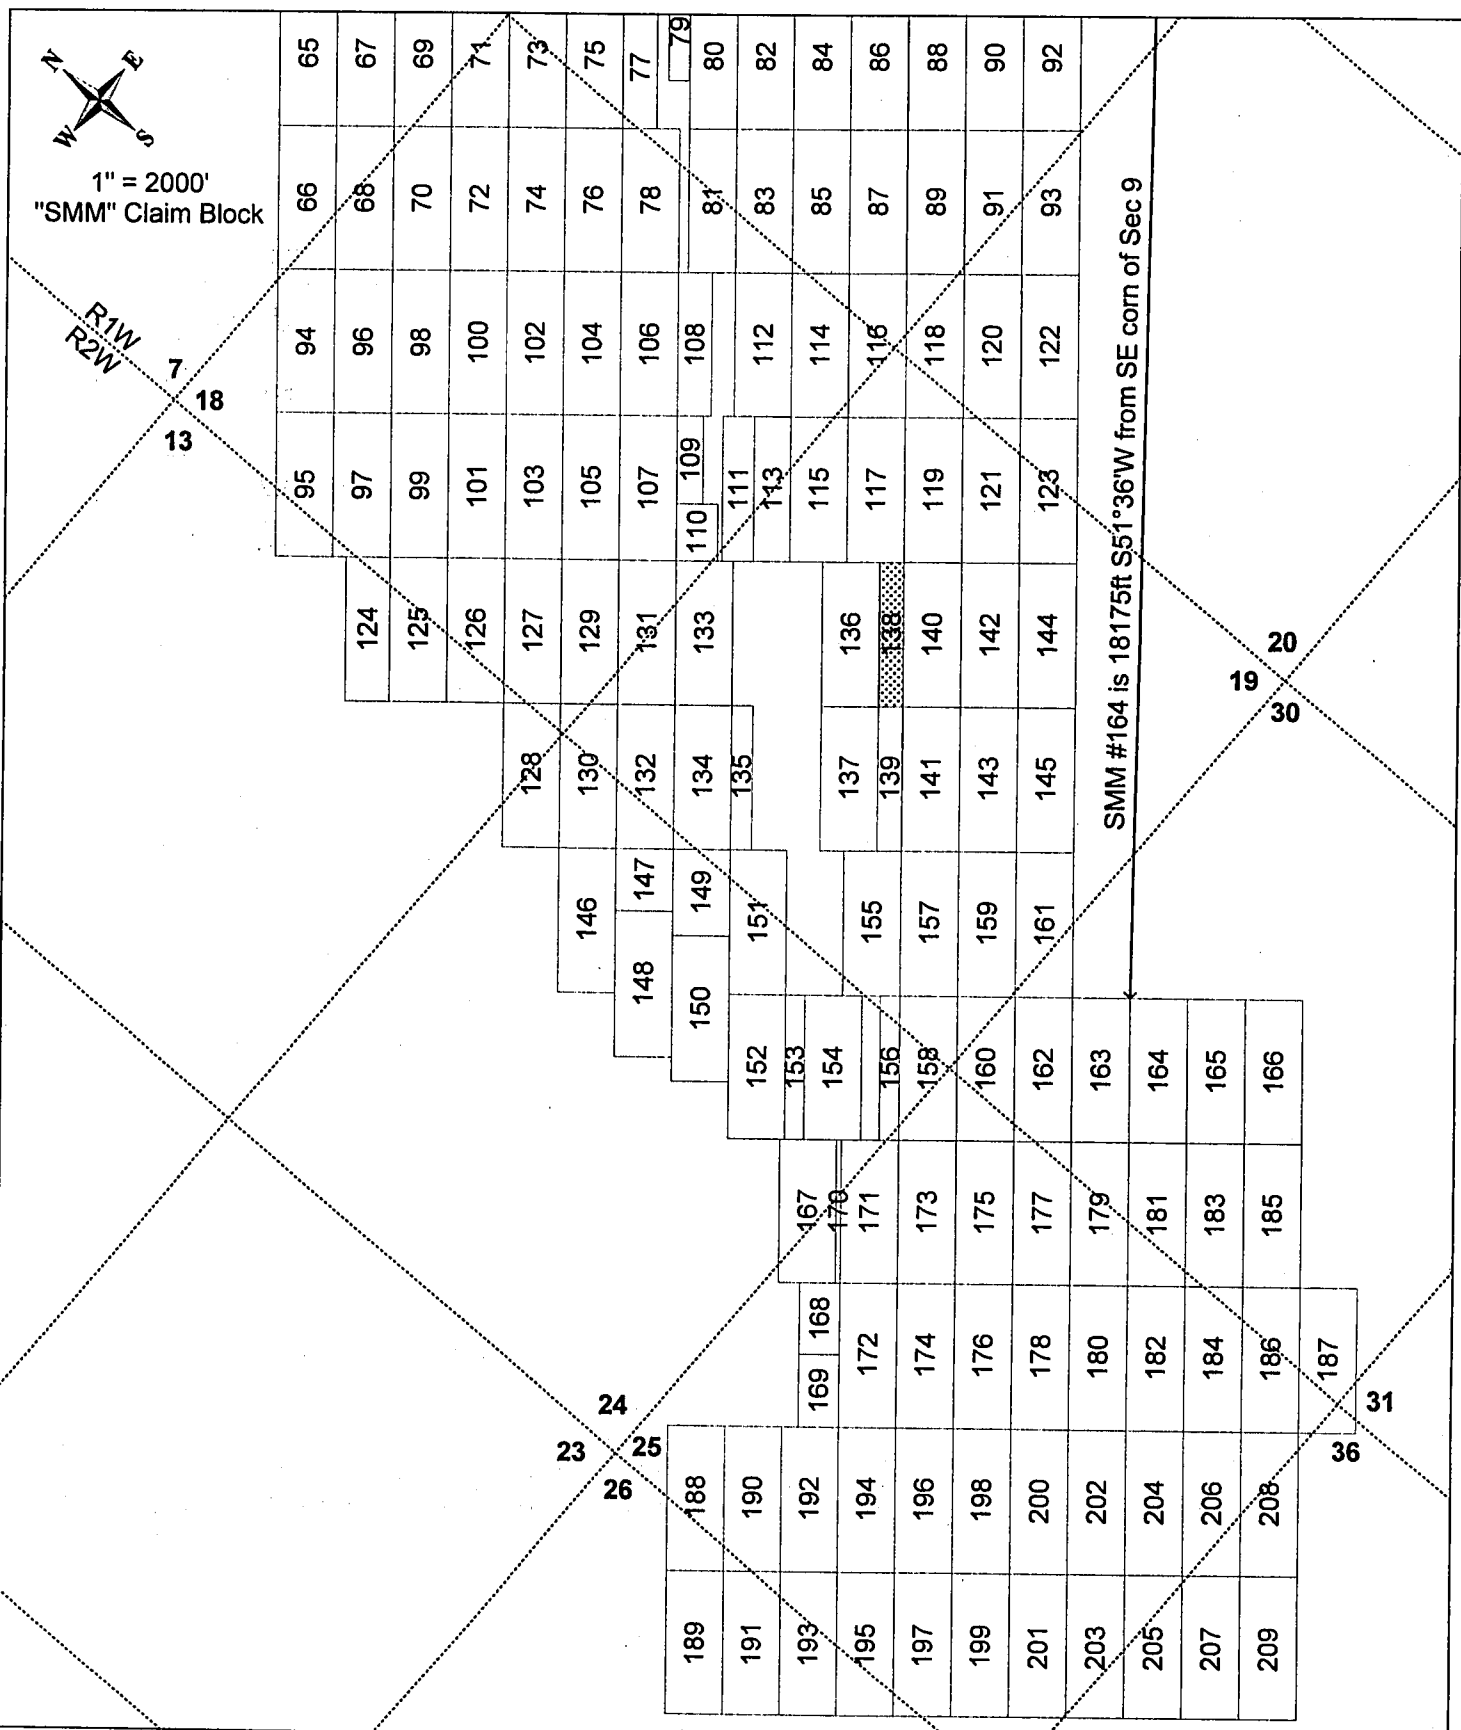 N
E
W
S
1" = 2000'
"SMM" Claim Block
65 67 69 71 73 75 77 79 80 82 84 86 88 90 92
66 68 70 72 74 76 78 81 83 85 87 89 91 93
R1W
R2W
94 96 98 100 102 104 106 108 112 114 116 118 120 122
7
18
13
95 97 99 101 103 105 107 109 110 111 113 115 117 119 121 123
SMM #164 is 18175ft S51°36'W from SE corn of Sec 9
124 125 126 127 129 131 133 136 138 140 142 144
20
19
30
128 130 132 134 135 137 139 141 143 145
146 147 149 151 155 157 159 161
148 150
152 153 154 156 158 160 162 163 164 165 166
167 170 171 173 175 177 179 181 183 185
168 169 172 174 176 178 180 182 184 186 187
24
23 25
26
31
36
188 190 192 194 196 198 200 202 204 206 208
189 191 193 195 197 199 201 203 205 207 209